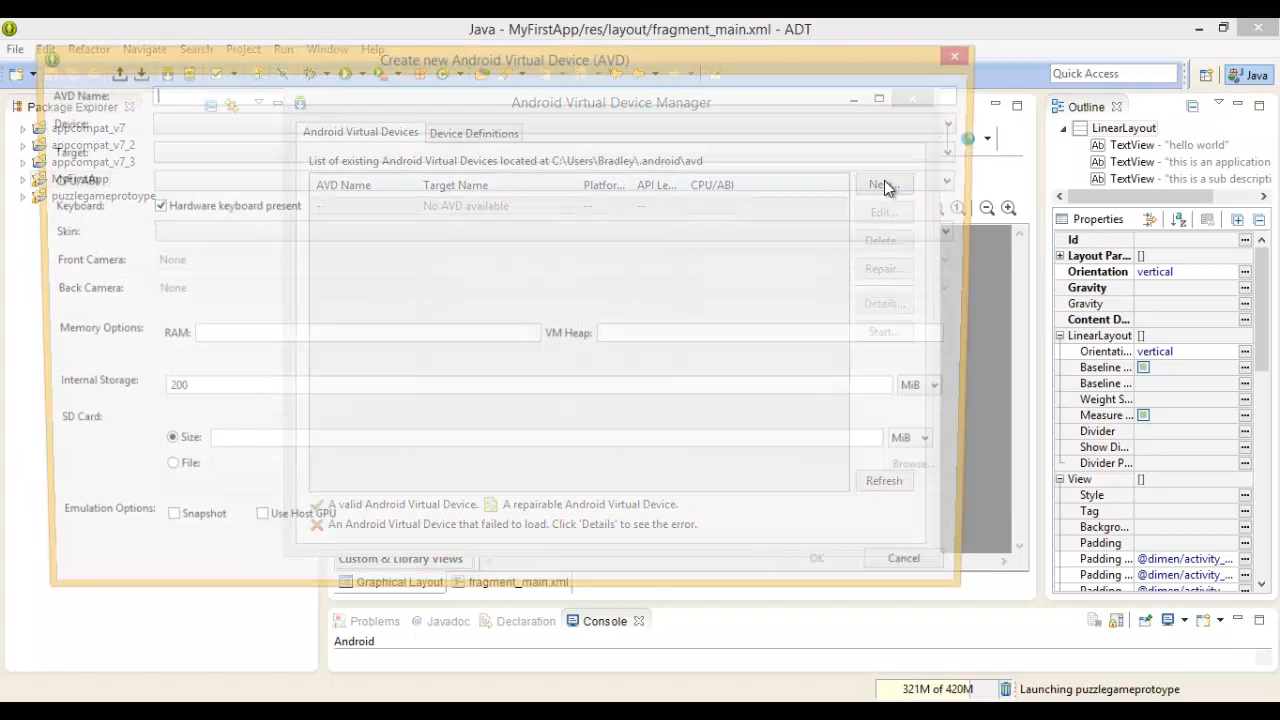 Java - MyFirstApp/res/layout/fragment_main.xml - ADT
File Edit Refactor Navigate Search Project Run Window Help
Create new Android Virtual Device (AVD)
Quick Access
Java
Package Explorer
appcompat_v7
appcompat_v7_2
appcompat_v7_3
MyFirstApp
puzzlegameprototype
AVD Name:
Device:
Target:
CPU/ABI:
Keyboard: Hardware keyboard present
Skin:
Front Camera: None
Back Camera: None
Memory Options: RAM: VM Heap:
Internal Storage: 200 MiB
SD Card:
Size: MiB
File: Browse...
Emulation Options: Snapshot Use Host GPU
OK Cancel
Android Virtual Device Manager
Android Virtual Devices Device Definitions
List of existing Android Virtual Devices located at C:\Users\Bradley\.android\avd
AVD Name Target Name Platfor... API Le... CPU/ABI
-- No AVD available -- -- --
New...
Edit...
Delete...
Repair...
Details...
Start...
Refresh
A valid Android Virtual Device. A repairable Android Virtual Device.
An Android Virtual Device that failed to load. Click 'Details' to see the error.
Custom & Library Views
Graphical Layout fragment_main.xml
Outline
LinearLayout
Ab TextView - "hello world"
Ab TextView - "this is an application
Ab TextView - "this is a sub descripti
Properties
Id
Layout Par... []
Orientation vertical
Gravity
Gravity
Content D...
LinearLayout []
Orientati... vertical
Baseline ...
Baseline ...
Weight S...
Measure ...
Divider
Show Di...
Divider P...
View []
Style
Tag
Backgro...
Padding
Padding ... @dimen/activity_...
Padding ... @dimen/activity_...
Problems @ Javadoc Declaration Console
Android
321M of 420M Launching puzzlegameprotoype